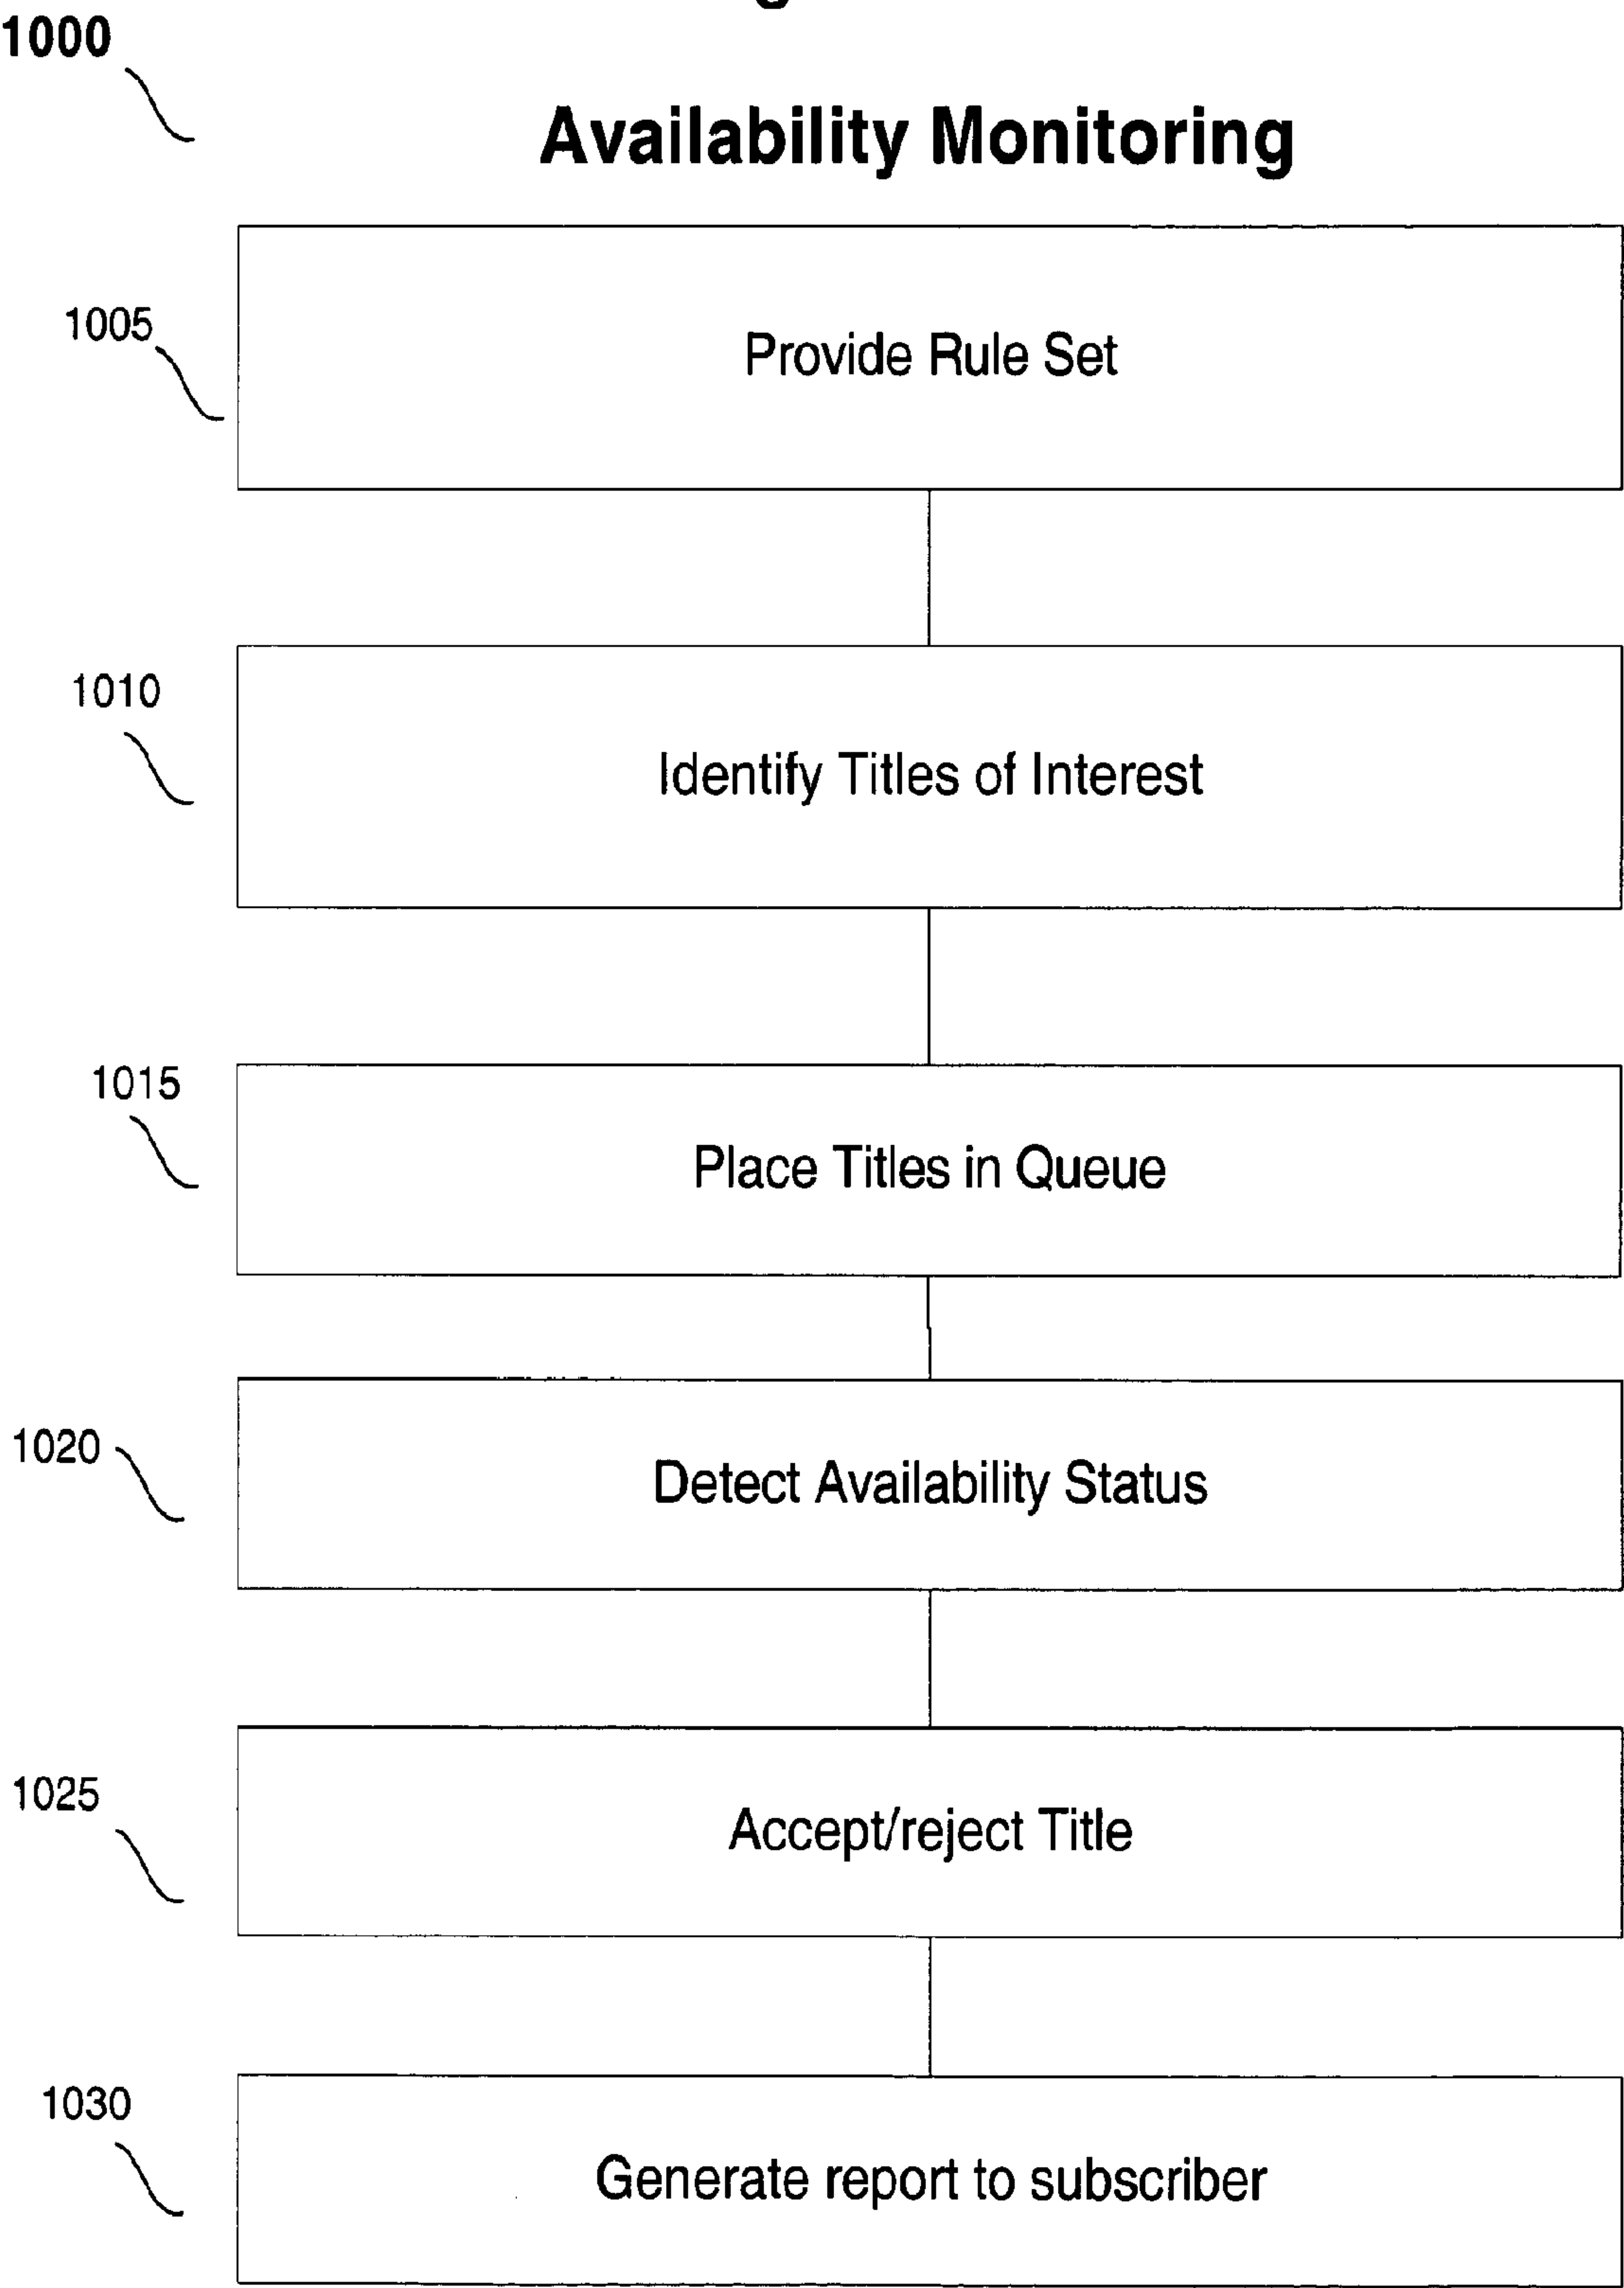 1000
Availability Monitoring
1005
Provide Rule Set
1010
Identify Titles of Interest
1015
Place Titles in Queue
1020
Detect Availability Status
1025
Accept/reject Title
1030
Generate report to subscriber